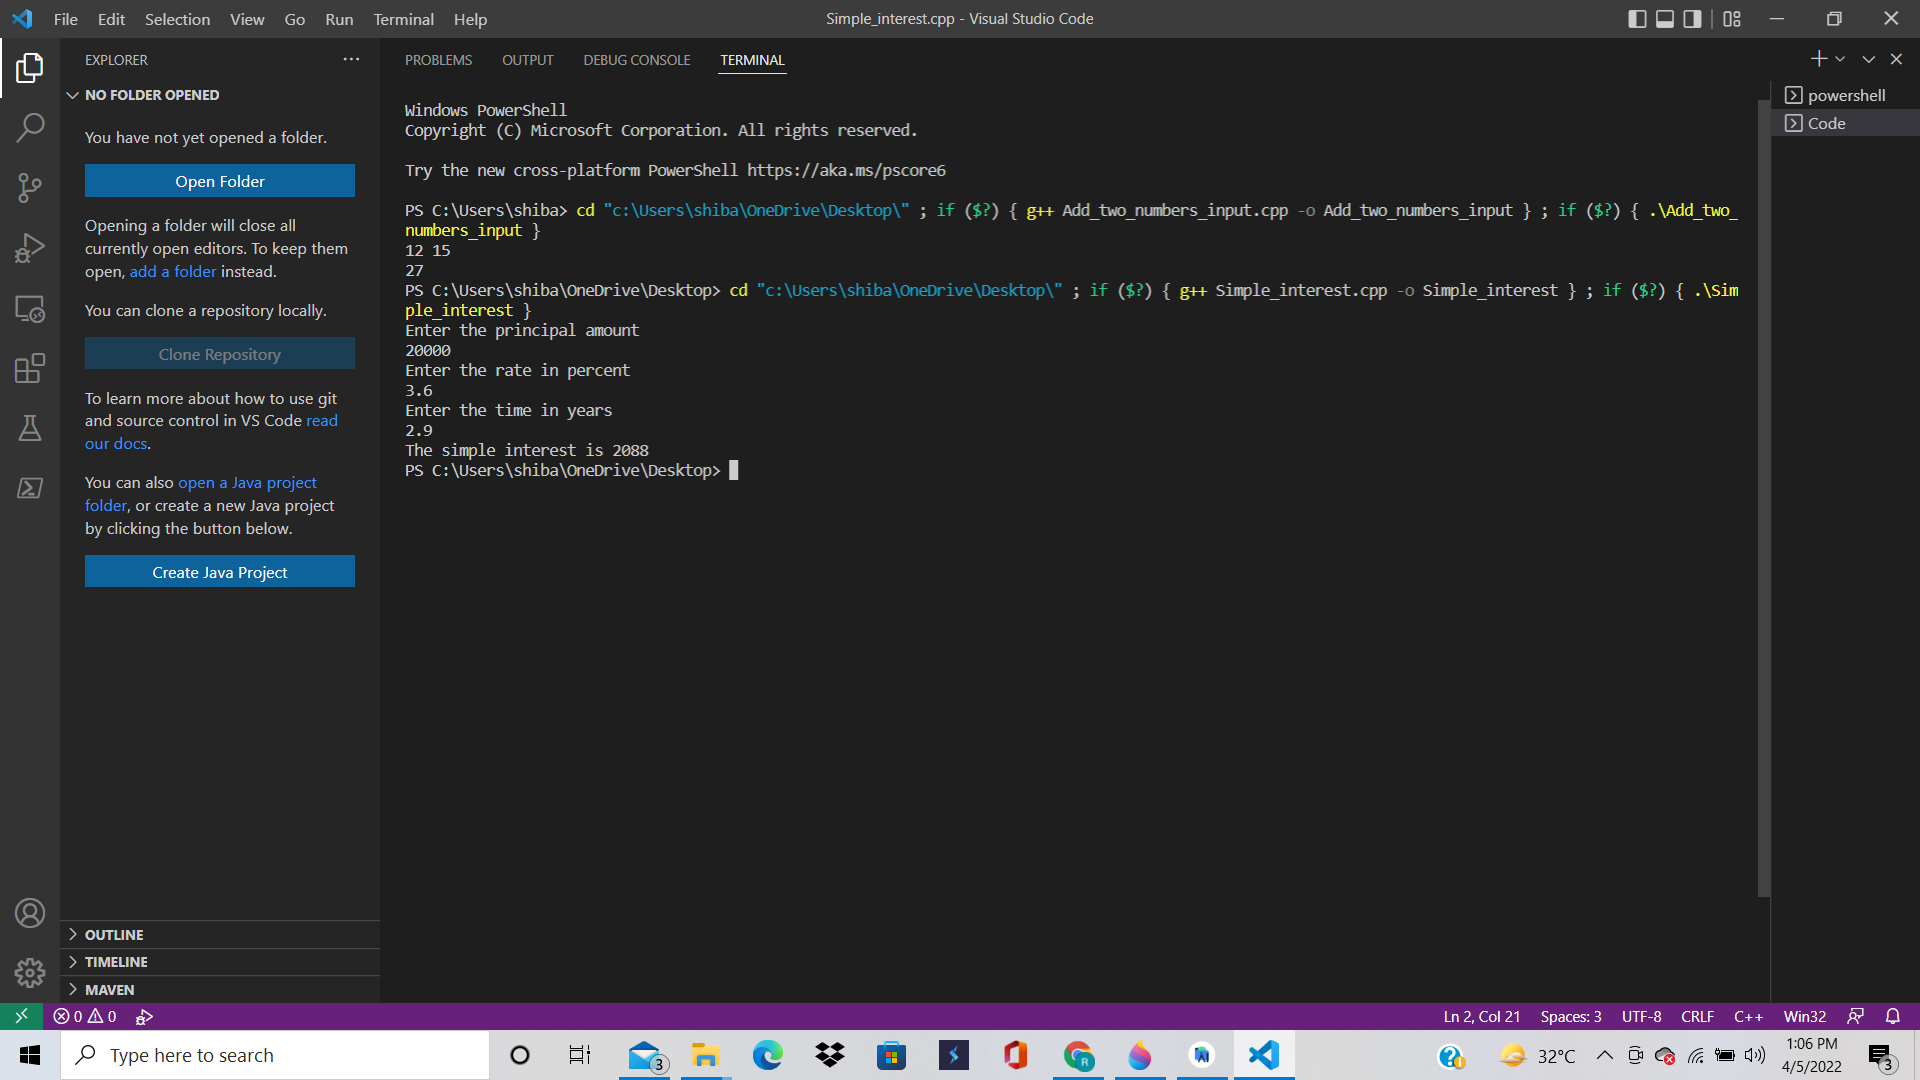 File Edit Selection View Go Run Terminal Help
Simple_interest.cpp - Visual Studio Code
EXPLORER
NO FOLDER OPENED
You have not yet opened a folder.
Open Folder
Opening a folder will close all
currently open editors. To keep them
open, add a folder instead.
You can clone a repository locally.
Clone Repository
To learn more about how to use git
and source control in VS Code read
our docs.
You can also open a Java project
folder, or create a new Java project
by clicking the button below.
Create Java Project
OUTLINE
TIMELINE
MAVEN
PROBLEMS OUTPUT DEBUG CONSOLE TERMINAL
Windows PowerShell
Copyright (C) Microsoft Corporation. All rights reserved.
Try the new cross-platform PowerShell https://aka.ms/pscore6
PS C:\Users\shiba> cd "c:\Users\shiba\OneDrive\Desktop\" ; if ($?) { g++ Add_two_numbers_input.cpp -o Add_two_numbers_input } ; if ($?) { .\Add_two_
numbers_input }
12 15
27
PS C:\Users\shiba\OneDrive\Desktop> cd "c:\Users\shiba\OneDrive\Desktop\" ; if ($?) { g++ Simple_interest.cpp -o Simple_interest } ; if ($?) { .\Sim
ple_interest }
Enter the principal amount
20000
Enter the rate in percent
3.6
Enter the time in years
2.9
The simple interest is 2088
PS C:\Users\shiba\OneDrive\Desktop>
powershell
Code
0 0
Ln 2, Col 21 Spaces: 3 UTF-8 CRLF C++ Win32
Type here to search
3
R
32°C
1:06 PM
4/5/2022
3